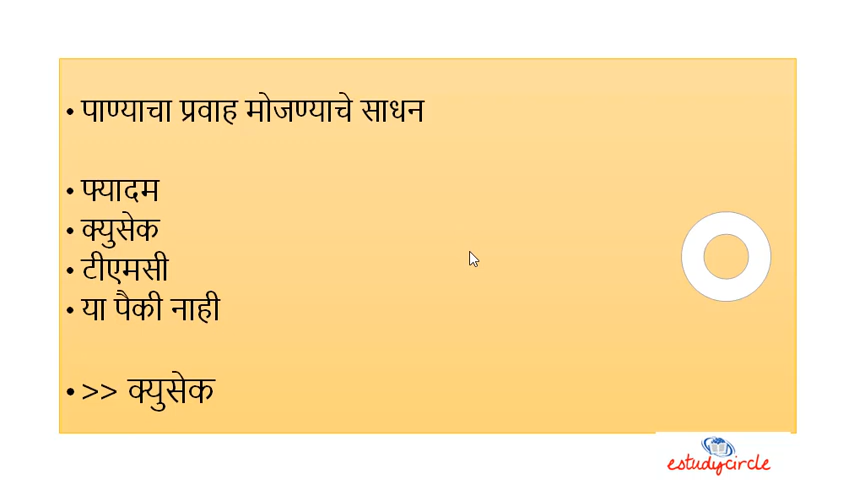 • पाण्याचा प्रवाह मोजण्याचे साधन
• फ्यादम
• क्युसेक
• टीएमसी
• या पैकी नाही
• >> क्युसेक
estudycircle